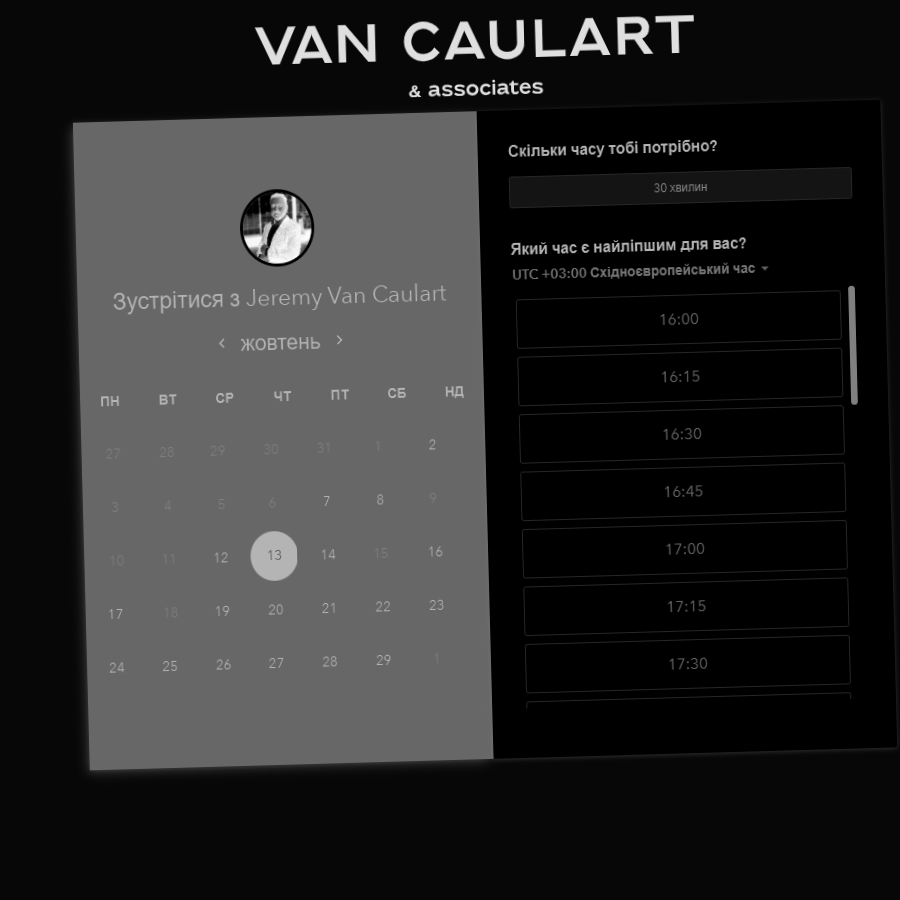 VAN CAULART
& associates
Зустрітися з Jeremy Van Caulart
жовтень
ПН ВТ СР ЧТ ПТ СБ НД
27 28 29 30 31 1 2
3 4 5 6 7 8 9
10 11 12 13 14 15 16
17 18 19 20 21 22 23
24 25 26 27 28 29 1
Скільки часу тобі потрібно?
30 хвилин
Який час є найліпшим для вас?
UTC +03:00 Східноєвропейський час
16:00
16:15
16:30
16:45
17:00
17:15
17:30